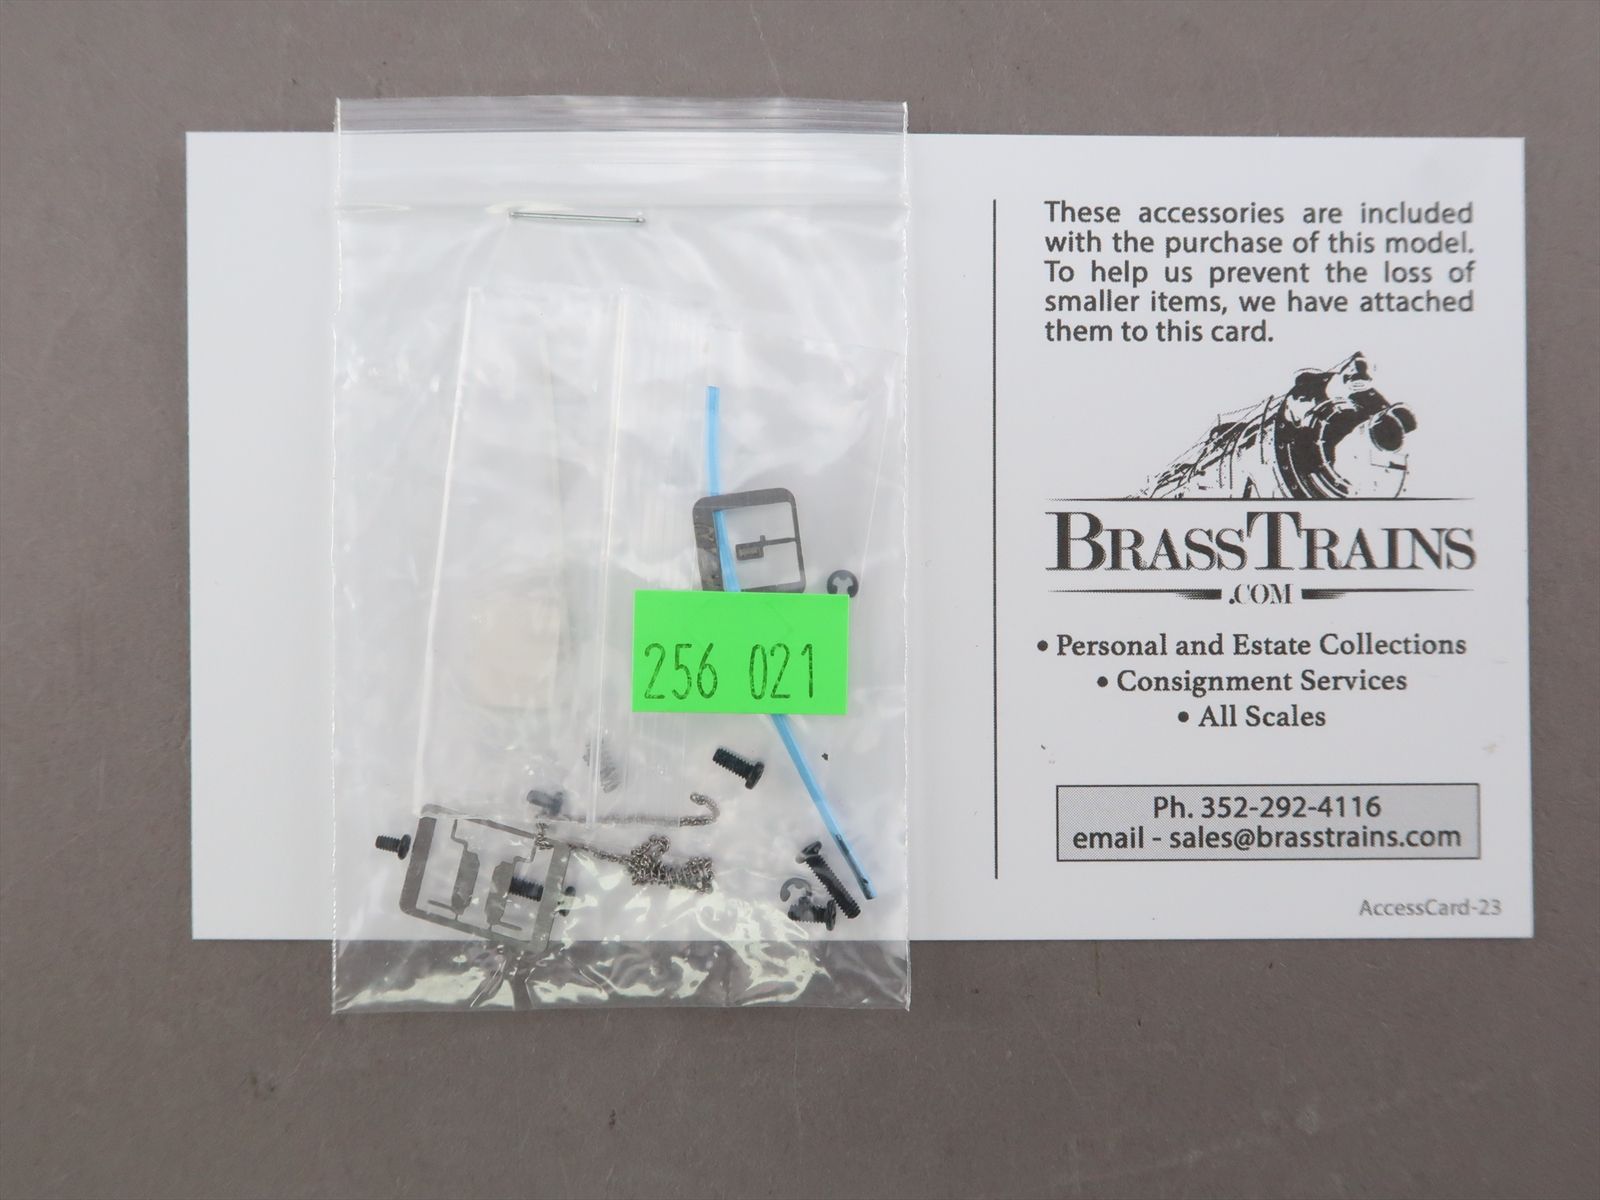 These accessories are included
with the purchase of this model.
To help us prevent the loss of
smaller items, we have attached
them to this card.
BRASSTRAINS
.COM
• Personal and Estate Collections
• Consignment Services
• All Scales
Ph. 352-292-4116
email - sales@brasstrains.com
AccessCard-23
256 021